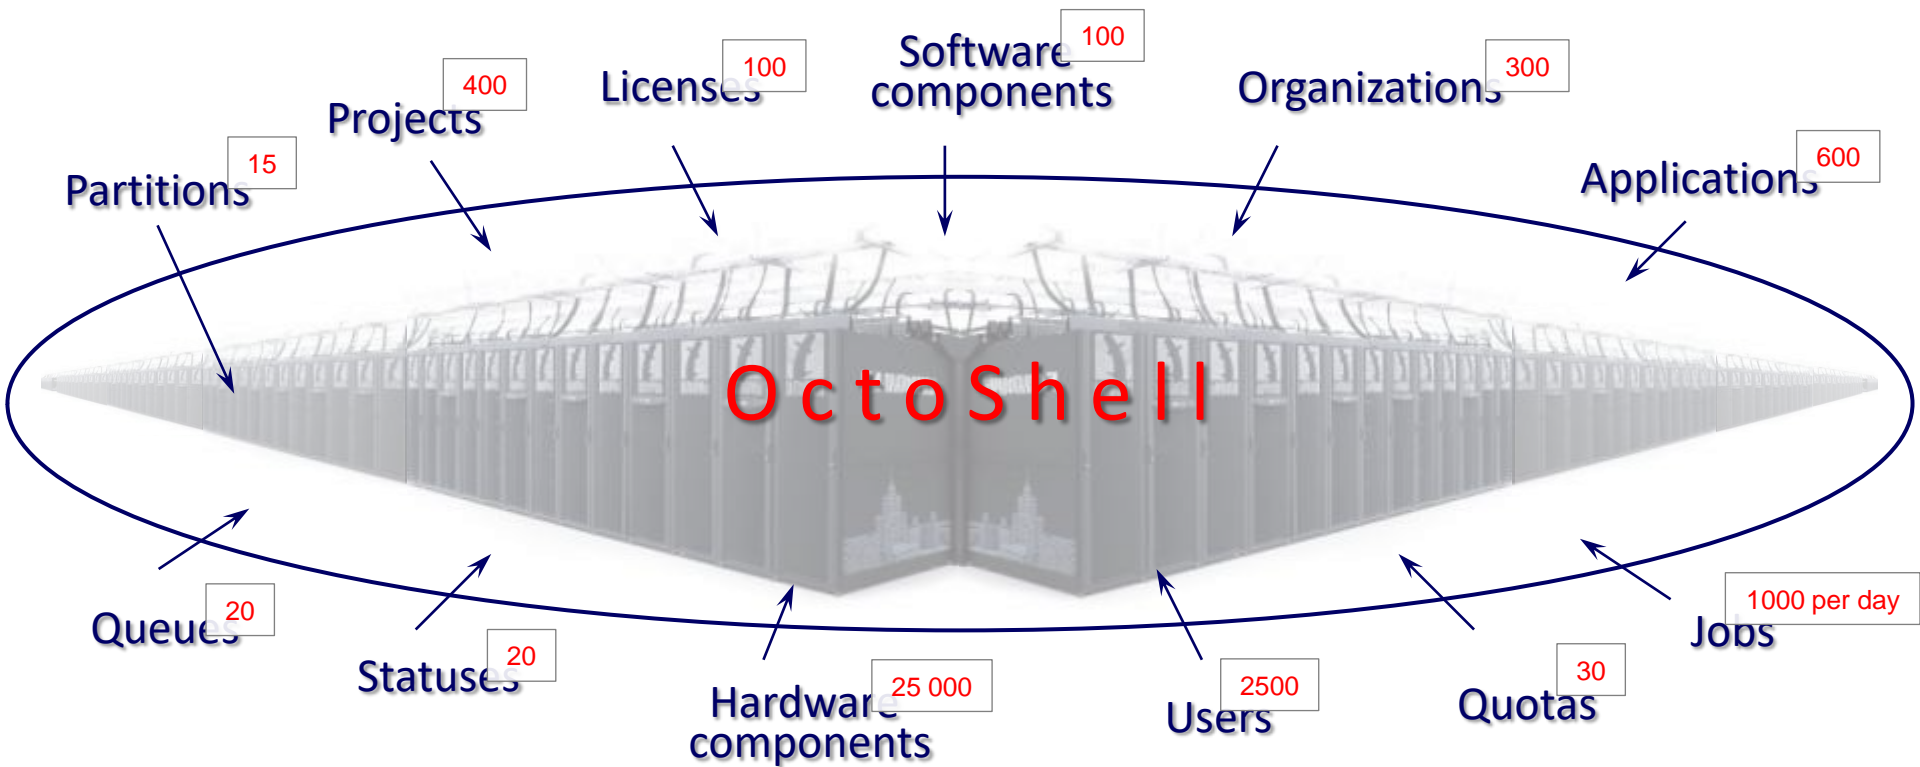 Partitions
15
Projects
400
Licenses
100
Software
components
100
Organizations
300
Applications
600
OctoShell
Queues
20
Statuses
20
Hardware
components
25 000
Users
2500
Quotas
30
Jobs
1000 per day